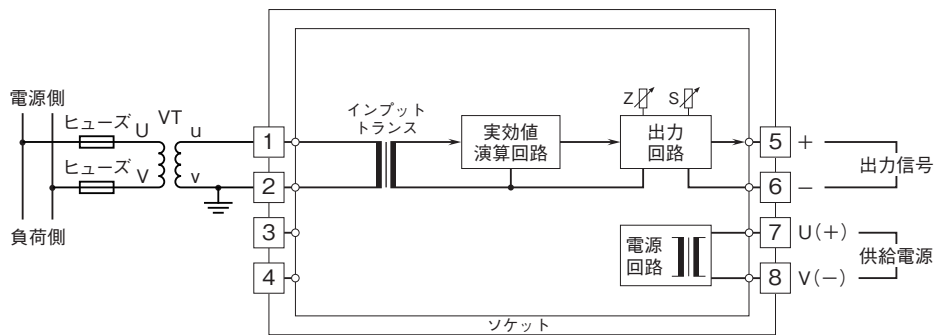 電源側
ヒューズ
U
VT
u
ヒューズ
V
v
負荷側
1
2
3
4
インプット
トランス
実効値
演算回路
Z
S
出力
回路
電源
回路
5
+
6
−
出力信号
7
U(+)
8
V(−)
供給電源
ソケット